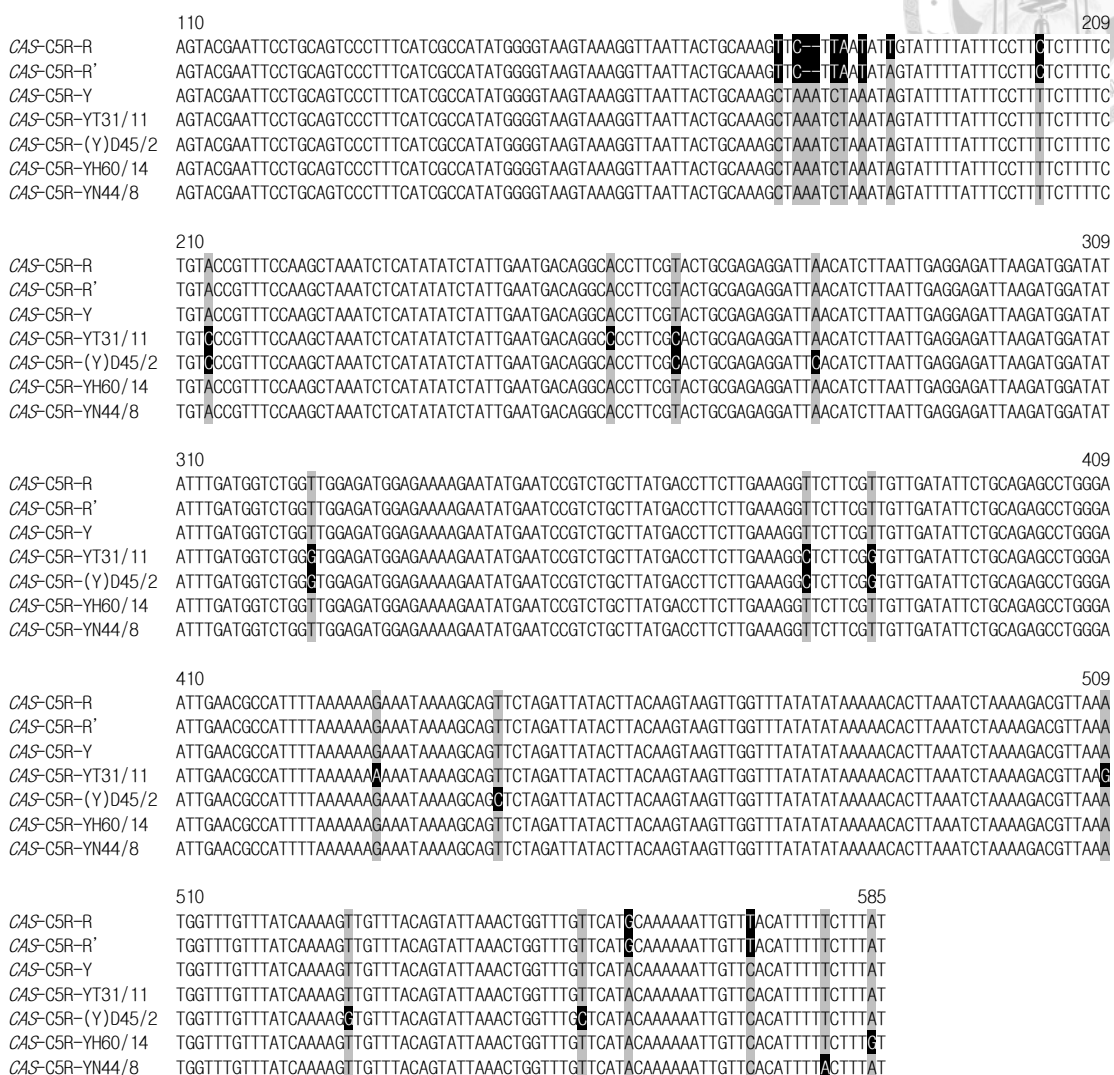 110 209
CAS-C5R-R AGTACGAATTCCTGCAGTCCCTTTCATCGCCATATGGGGTAAGTAAAGGTTAATTACTGCAAAGTTC--TTAATATTGTATTTTATTTCCTTCTCTTTTC
CAS-C5R-R' AGTACGAATTCCTGCAGTCCCTTTCATCGCCATATGGGGTAAGTAAAGGTTAATTACTGCAAAGTTC--TTAATATAGTATTTTATTTCCTTCTCTTTTC
CAS-C5R-Y AGTACGAATTCCTGCAGTCCCTTTCATCGCCATATGGGGTAAGTAAAGGTTAATTACTGCAAAGCTAAATCTAAATAGTATTTTATTTCCTTTTCTTTTC
CAS-C5R-YT31/11 AGTACGAATTCCTGCAGTCCCTTTCATCGCCATATGGGGTAAGTAAAGGTTAATTACTGCAAAGCTAAATCTAAATAGTATTTTATTTCCTTTTCTTTTC
CAS-C5R-(Y)D45/2 AGTACGAATTCCTGCAGTCCCTTTCATCGCCATATGGGGTAAGTAAAGGTTAATTACTGCAAAGCTAAATCTAAATAGTATTTTATTTCCTTTTCTTTTC
CAS-C5R-YH60/14 AGTACGAATTCCTGCAGTCCCTTTCATCGCCATATGGGGTAAGTAAAGGTTAATTACTGCAAAGCTAAATCTAAATAGTATTTTATTTCCTTTTCTTTTC
CAS-C5R-YN44/8 AGTACGAATTCCTGCAGTCCCTTTCATCGCCATATGGGGTAAGTAAAGGTTAATTACTGCAAAGCTAAATCTAAATAGTATTTTATTTCCTTTTCTTTTC
210 309
CAS-C5R-R TGTACCGTTTCCAAGCTAAATCTCATATATCTATTGAATGACAGGCACCTTCGTACTGCGAGAGGATTAACATCTTAATTGAGGAGATTAAGATGGATAT
CAS-C5R-R' TGTACCGTTTCCAAGCTAAATCTCATATATCTATTGAATGACAGGCACCTTCGTACTGCGAGAGGATTAACATCTTAATTGAGGAGATTAAGATGGATAT
CAS-C5R-Y TGTACCGTTTCCAAGCTAAATCTCATATATCTATTGAATGACAGGCACCTTCGTACTGCGAGAGGATTAACATCTTAATTGAGGAGATTAAGATGGATAT
CAS-C5R-YT31/11 TGTCCCGTTTCCAAGCTAAATCTCATATATCTATTGAATGACAGGCCCCTTCGCACTGCGAGAGGATTAACATCTTAATTGAGGAGATTAAGATGGATAT
CAS-C5R-(Y)D45/2 TGTCCCGTTTCCAAGCTAAATCTCATATATCTATTGAATGACAGGCACCTTCGCACTGCGAGAGGATTCACATCTTAATTGAGGAGATTAAGATGGATAT
CAS-C5R-YH60/14 TGTACCGTTTCCAAGCTAAATCTCATATATCTATTGAATGACAGGCACCTTCGTACTGCGAGAGGATTAACATCTTAATTGAGGAGATTAAGATGGATAT
CAS-C5R-YN44/8 TGTACCGTTTCCAAGCTAAATCTCATATATCTATTGAATGACAGGCACCTTCGTACTGCGAGAGGATTAACATCTTAATTGAGGAGATTAAGATGGATAT
310 409
CAS-C5R-R ATTTGATGGTCTGGTTGGAGATGGAGAAAAGAATATGAATCCGTCTGCTTATGACCTTCTTGAAAGGTTCTTCGTTGTTGATATTCTGCAGAGCCTGGGA
CAS-C5R-R' ATTTGATGGTCTGGTTGGAGATGGAGAAAAGAATATGAATCCGTCTGCTTATGACCTTCTTGAAAGGTTCTTCGTTGTTGATATTCTGCAGAGCCTGGGA
CAS-C5R-Y ATTTGATGGTCTGGTTGGAGATGGAGAAAAGAATATGAATCCGTCTGCTTATGACCTTCTTGAAAGGTTCTTCGTTGTTGATATTCTGCAGAGCCTGGGA
CAS-C5R-YT31/11 ATTTGATGGTCTGGGTGGAGATGGAGAAAAGAATATGAATCCGTCTGCTTATGACCTTCTTGAAAGGCTCTTCGGTGTTGATATTCTGCAGAGCCTGGGA
CAS-C5R-(Y)D45/2 ATTTGATGGTCTGGGTGGAGATGGAGAAAAGAATATGAATCCGTCTGCTTATGACCTTCTTGAAAGGCTCTTCGGTGTTGATATTCTGCAGAGCCTGGGA
CAS-C5R-YH60/14 ATTTGATGGTCTGGTTGGAGATGGAGAAAAGAATATGAATCCGTCTGCTTATGACCTTCTTGAAAGGTTCTTCGTTGTTGATATTCTGCAGAGCCTGGGA
CAS-C5R-YN44/8 ATTTGATGGTCTGGTTGGAGATGGAGAAAAGAATATGAATCCGTCTGCTTATGACCTTCTTGAAAGGTTCTTCGTTGTTGATATTCTGCAGAGCCTGGGA
410 509
CAS-C5R-R ATTGAACGCCATTTTAAAAAAGAAATAAAAGCAGTTCTAGATTATACTTACAAGTAAGTTGGTTTATATATAAAAACACTTAAATCTAAAAGACGTTAAA
CAS-C5R-R' ATTGAACGCCATTTTAAAAAAGAAATAAAAGCAGTTCTAGATTATACTTACAAGTAAGTTGGTTTATATATAAAAACACTTAAATCTAAAAGACGTTAAA
CAS-C5R-Y ATTGAACGCCATTTTAAAAAAGAAATAAAAGCAGTTCTAGATTATACTTACAAGTAAGTTGGTTTATATATAAAAACACTTAAATCTAAAAGACGTTAAA
CAS-C5R-YT31/11 ATTGAACGCCATTTTAAAAAAAAAATAAAAGCAGTTCTAGATTATACTTACAAGTAAGTTGGTTTATATATAAAAACACTTAAATCTAAAAGACGTTAAG
CAS-C5R-(Y)D45/2 ATTGAACGCCATTTTAAAAAAGAAATAAAAGCAGCTCTAGATTATACTTACAAGTAAGTTGGTTTATATATAAAAACACTTAAATCTAAAAGACGTTAAA
CAS-C5R-YH60/14 ATTGAACGCCATTTTAAAAAAGAAATAAAAGCAGTTCTAGATTATACTTACAAGTAAGTTGGTTTATATATAAAAACACTTAAATCTAAAAGACGTTAAA
CAS-C5R-YN44/8 ATTGAACGCCATTTTAAAAAAGAAATAAAAGCAGTTCTAGATTATACTTACAAGTAAGTTGGTTTATATATAAAAACACTTAAATCTAAAAGACGTTAAA
510 585
CAS-C5R-R TGGTTTGTTTATCAAAAGTTGTTTACAGTATTAAACTGGTTTGTTCATGCAAAAAATTGTTTACATTTTTCTTTAT
CAS-C5R-R' TGGTTTGTTTATCAAAAGTTGTTTACAGTATTAAACTGGTTTGTTCATGCAAAAAATTGTTTACATTTTTCTTTAT
CAS-C5R-Y TGGTTTGTTTATCAAAAGTTGTTTACAGTATTAAACTGGTTTGTTCATACAAAAAATTGTTCACATTTTTCTTTAT
CAS-C5R-YT31/11 TGGTTTGTTTATCAAAAGTTGTTTACAGTATTAAACTGGTTTGTTCATACAAAAAATTGTTCACATTTTTCTTTAT
CAS-C5R-(Y)D45/2 TGGTTTGTTTATCAAAAGGTGTTTACAGTATTAAACTGGTTTGCTCATACAAAAAATTGTTCACATTTTTCTTTAT
CAS-C5R-YH60/14 TGGTTTGTTTATCAAAAGTTGTTTACAGTATTAAACTGGTTTGTTCATACAAAAAATTGTTCACATTTTTCTTTGT
CAS-C5R-YN44/8 TGGTTTGTTTATCAAAAGTTGTTTACAGTATTAAACTGGTTTGTTCATACAAAAAATTGTTCACATTTTACTTTAT